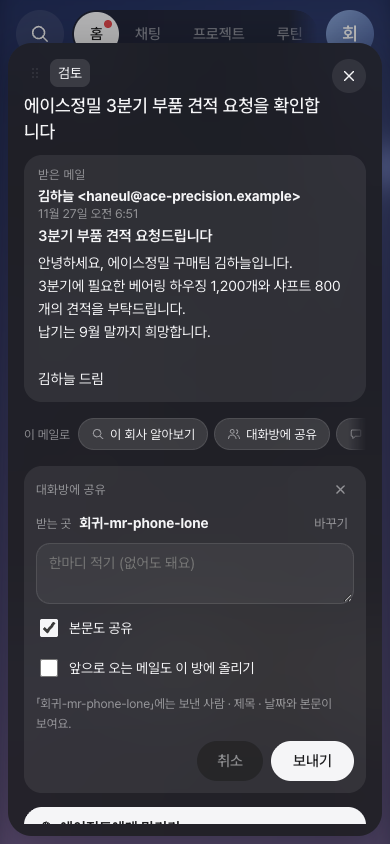 홈
채팅
프로젝트
루틴
회
검토
에이스정밀 3분기 부품 견적 요청을 확인합
니다
받은 메일
김하늘 <haneul@ace-precision.example>
11월 27일 오전 6:51
3분기 부품 견적 요청드립니다
안녕하세요, 에이스정밀 구매팀 김하늘입니다.
3분기에 필요한 베어링 하우징 1,200개와 샤프트 800
개의 견적을 부탁드립니다.
납기는 9월 말까지 희망합니다.
김하늘 드림
이 메일로
이 회사 알아보기
대화방에 공유
대화방에 공유
받는 곳 회귀-mr-phone-lone
바꾸기
한마디 적기 (없어도 돼요)
본문도 공유
앞으로 오는 메일도 이 방에 올리기
「회귀-mr-phone-lone」에는 보낸 사람 · 제목 · 날짜와 본문이
보여요.
취소
보내기